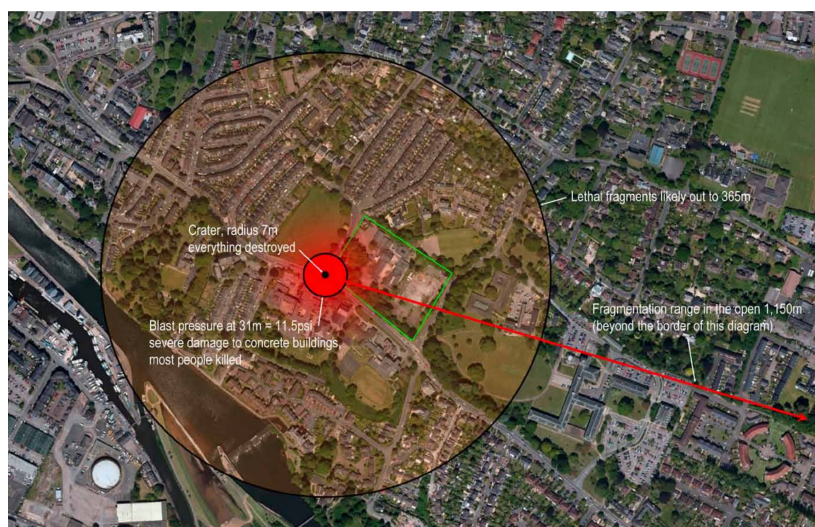 Lethal fragments likely out to 365m
Crater, radius 7m
everything destroyed
Fragmentation range in the open 1,150m
(beyond the border of this diagram)
Blast pressure at 31m = 11.5psi
severe damage to concrete buildings,
most people killed